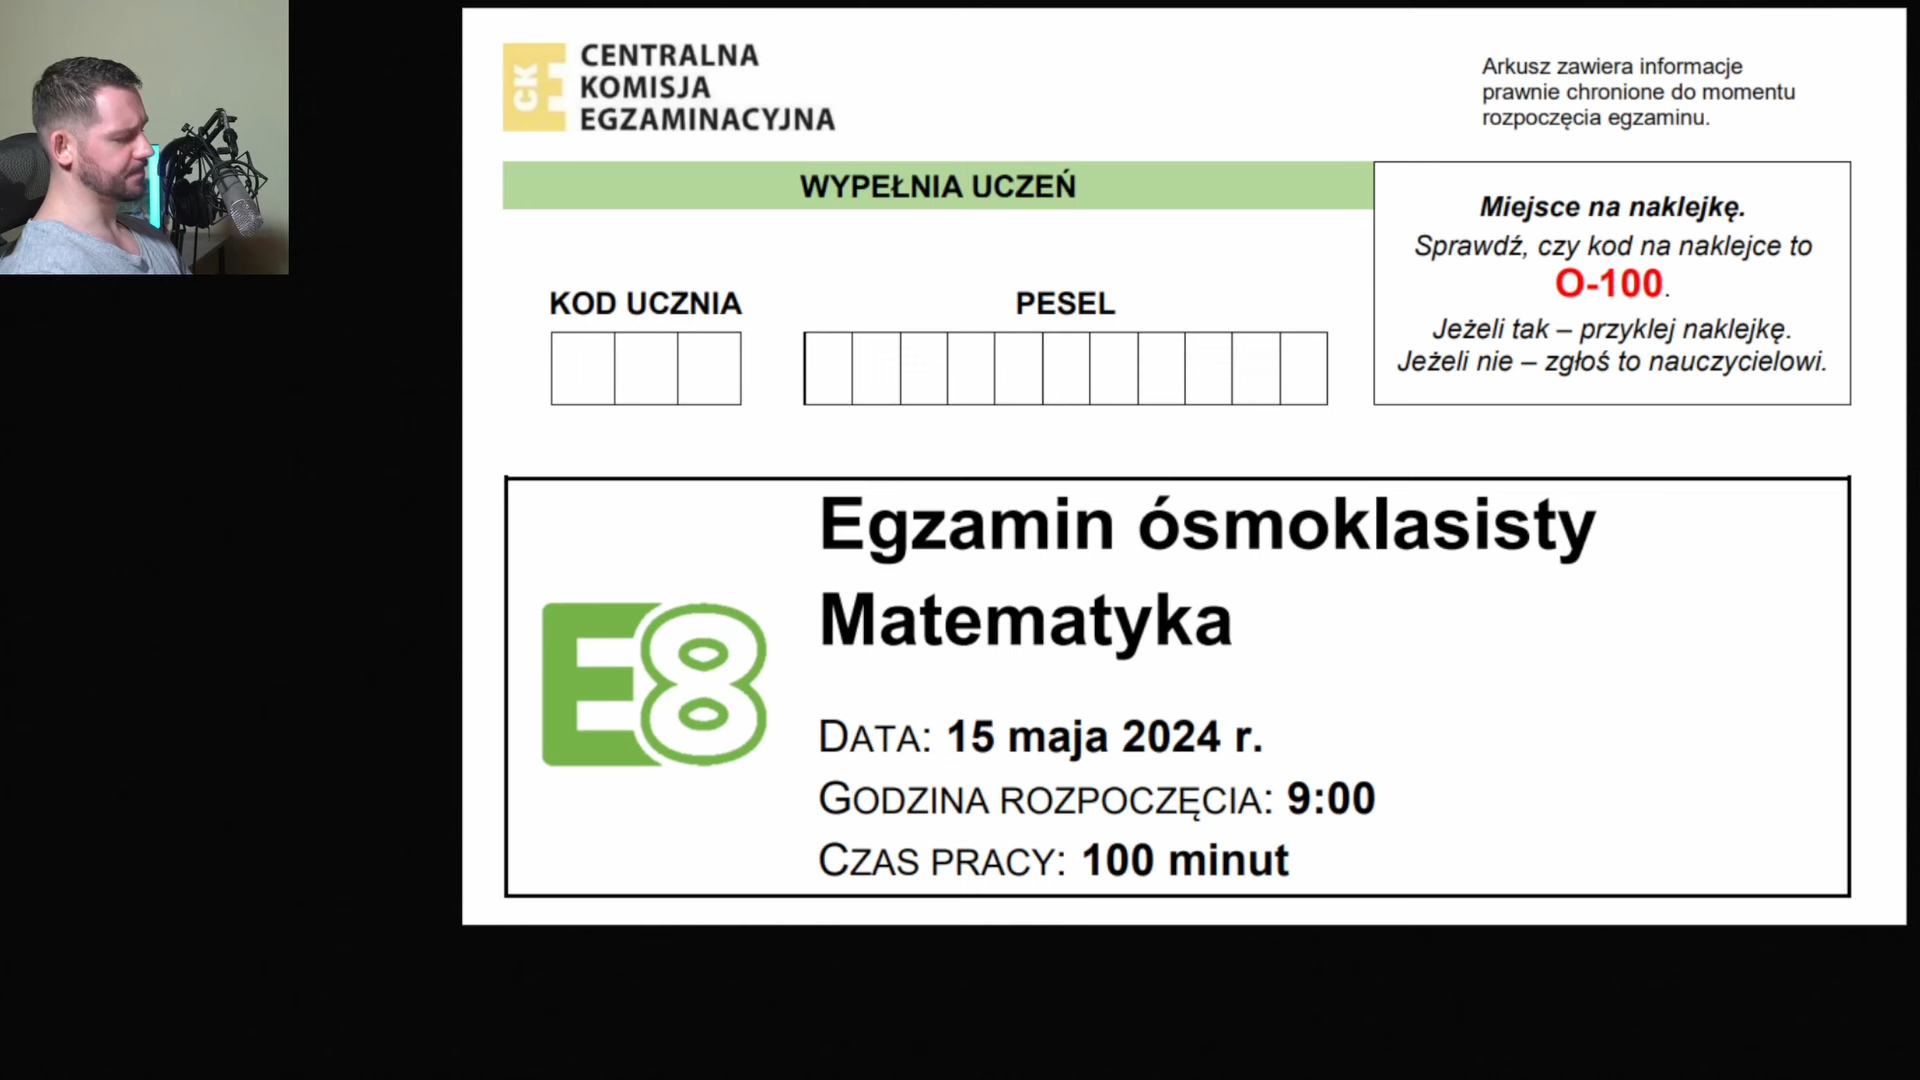 CK
CENTRALNA
KOMISJA
EGZAMINACYJNA
Arkusz zawiera informacje
prawnie chronione do momentu
rozpoczęcia egzaminu.
WYPEŁNIA UCZEŃ
KOD UCZNIA
PESEL
Miejsce na naklejkę.
Sprawdź, czy kod na naklejce to
O-100.
Jeżeli tak – przyklej naklejkę.
Jeżeli nie – zgłoś to nauczycielowi.
E8
Egzamin ósmoklasisty
Matematyka
DATA: 15 maja 2024 r.
GODZINA ROZPOCZĘCIA: 9:00
CZAS PRACY: 100 minut